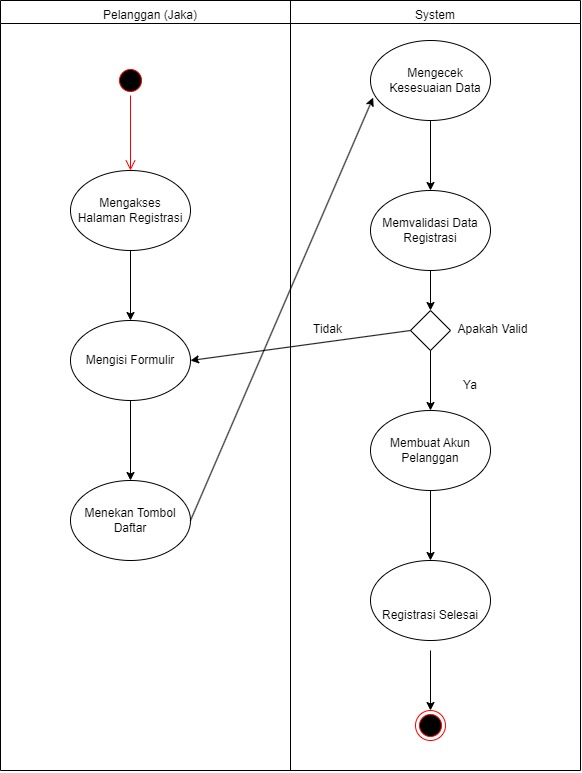 Pelanggan (Jaka)
System
Mengakses
Halaman Registrasi
Mengisi Formulir
Menekan Tombol
Daftar
Mengecek
Kesesuaian Data
Memvalidasi Data
Registrasi
Apakah Valid
Tidak
Ya
Membuat Akun
Pelanggan
Registrasi Selesai